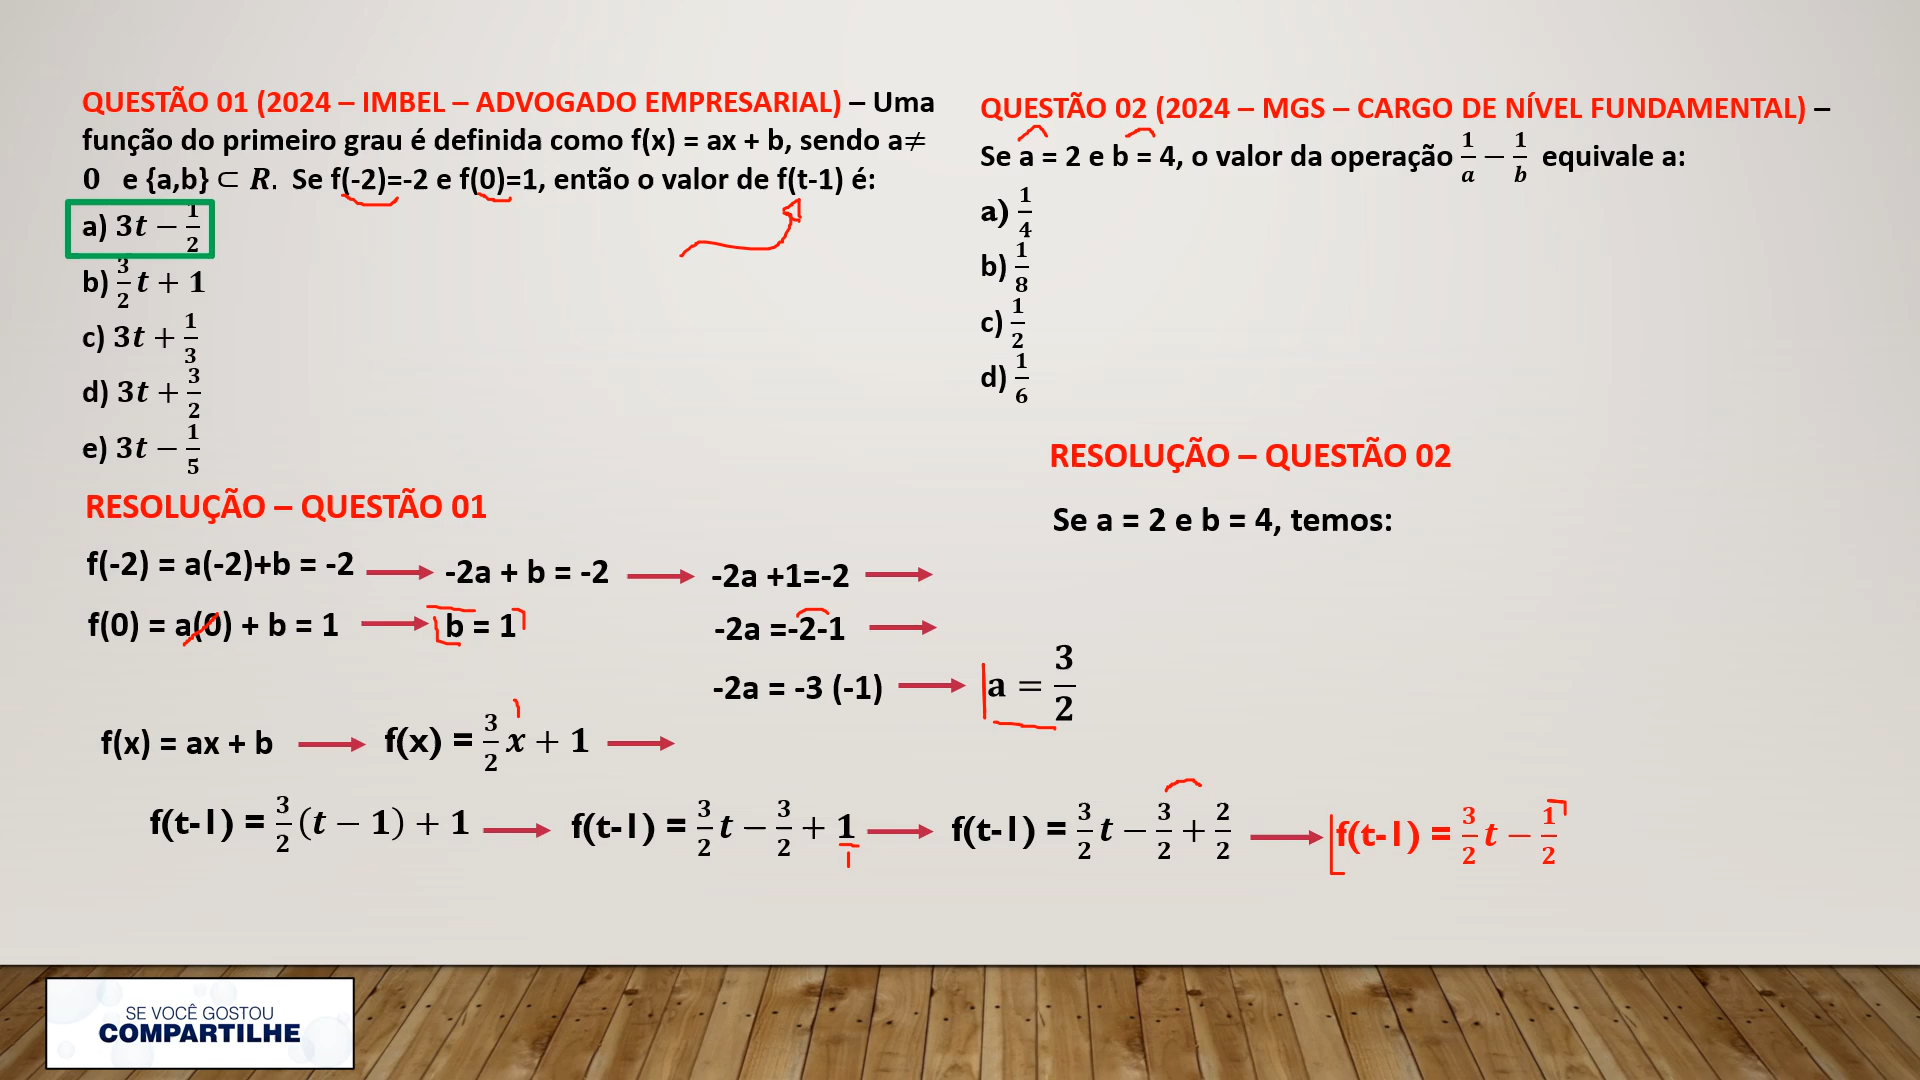 QUESTÃO 01 (2024 – IMBEL – ADVOGADO EMPRESARIAL) – Uma
função do primeiro grau é definida como f(x) = ax + b, sendo a≠
0 e {a,b} ⊂ R. Se f(-2)=-2 e f(0)=1, então o valor de f(t-1) é:
a) 3t − 1/2
b) 3/2 t + 1
c) 3t + 1/3
d) 3t + 3/2
e) 3t − 1/5
RESOLUÇÃO – QUESTÃO 01
f(-2) = a(-2)+b = -2 → -2a + b = -2 → -2a +1=-2 →
f(0) = a(0) + b = 1 → b = 1
-2a =-2-1 →
-2a = -3 (-1) → a = 3/2
f(x) = ax + b → f(x) = 3/2 x + 1 →
f(t-1) = 3/2 (t − 1) + 1 → f(t-1) = 3/2 t − 3/2 + 1 → f(t-1) = 3/2 t − 3/2 + 2/2 → f(t-1) = 3/2 t − 1/2
1
QUESTÃO 02 (2024 – MGS – CARGO DE NÍVEL FUNDAMENTAL) –
Se a = 2 e b = 4, o valor da operação 1/a − 1/b equivale a:
a) 1/4
b) 1/8
c) 1/2
d) 1/6
RESOLUÇÃO – QUESTÃO 02
Se a = 2 e b = 4, temos:
SE VOCÊ GOSTOU
COMPARTILHE